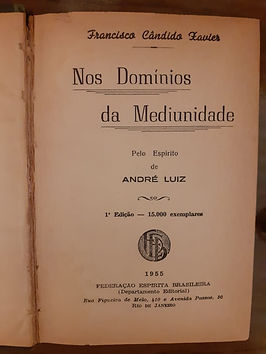 Francisco Cândido Xavier
Nos Domínios
da Mediunidade
Pelo Espírito
de
ANDRÉ LUIZ
1ª Edição — 15.000 exemplares
1955
FEDERAÇÃO ESPÍRITA BRASILEIRA
(Departamento Editorial)
Rua Figueira de Melo, 410 e Avenida Passos, 30
RIO DE JANEIRO